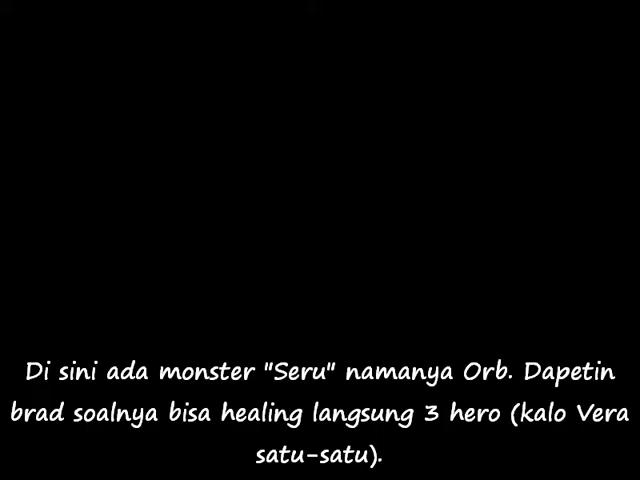 Di sini ada monster "Seru" namanya Orb. Dapetin
brad soalnya bisa healing langsung 3 hero (kalo Vera
satu-satu).